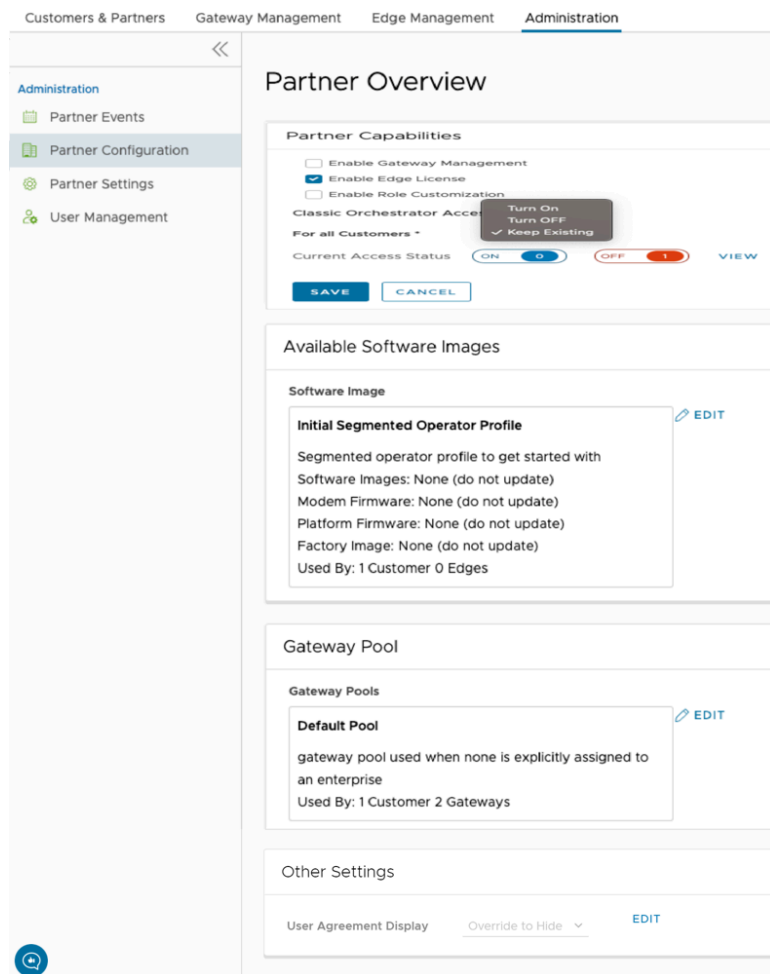 Customers & Partners Gateway Management Edge Management Administration
Administration
Partner Events
Partner Configuration
Partner Settings
User Management
Partner Overview
Partner Capabilities
Enable Gateway Management
Enable Edge License
Enable Role Customization
Classic Orchestrator Acce
For all Customers *
Turn On
Turn OFF
Keep Existing
Current Access Status ON 0 OFF 1 VIEW
SAVE CANCEL
Available Software Images
Software Image
EDIT
Initial Segmented Operator Profile
Segmented operator profile to get started with
Software Images: None (do not update)
Modem Firmware: None (do not update)
Platform Firmware: None (do not update)
Factory Image: None (do not update)
Used By: 1 Customer 0 Edges
Gateway Pool
Gateway Pools
EDIT
Default Pool
gateway pool used when none is explicitly assigned to
an enterprise
Used By: 1 Customer 2 Gateways
Other Settings
User Agreement Display Override to Hide EDIT